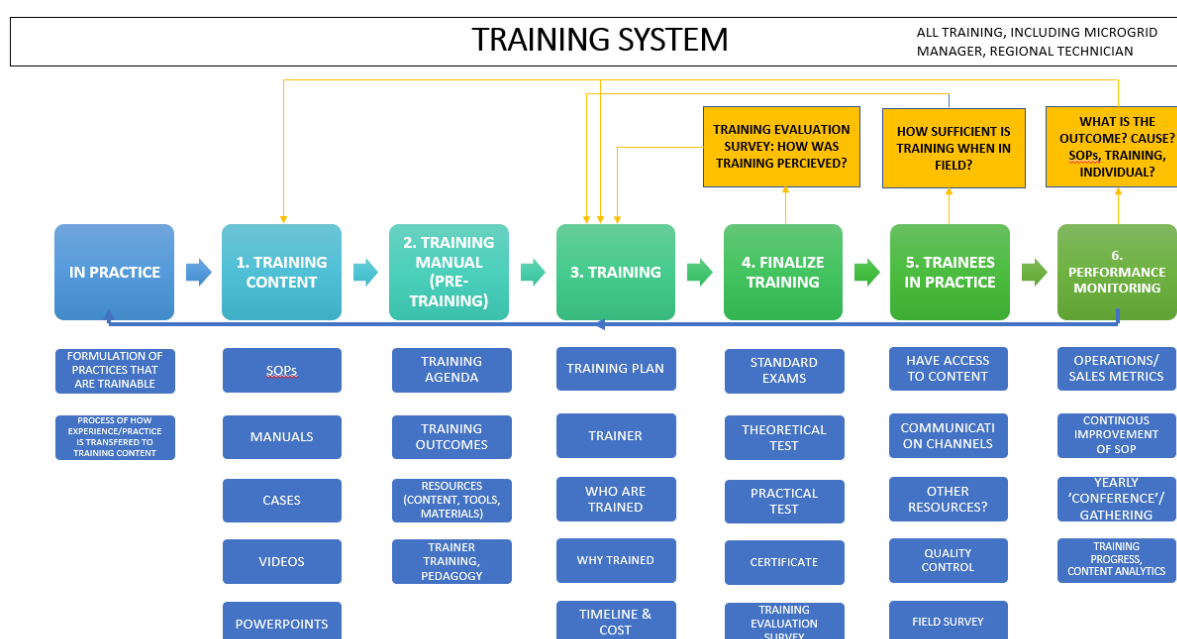 TRAINING SYSTEM
ALL TRAINING, INCLUDING MICROGRID
MANAGER, REGIONAL TECHNICIAN
TRAINING EVALUATION
SURVEY: HOW WAS
TRAINING PERCIEVED?
HOW SUFFICIENT IS
TRAINING WHEN IN
FIELD?
WHAT IS THE
OUTCOME? CAUSE?
SOPs, TRAINING,
INDIVIDUAL?
IN PRACTICE
1. TRAINING
CONTENT
2. TRAINING
MANUAL
(PRE-
TRAINING)
3. TRAINING
4. FINALIZE
TRAINING
5. TRAINEES
IN PRACTICE
6.
PERFORMANCE
MONITORING
FORMULATION OF
PRACTICES THAT
ARE TRAINABLE
PROCESS OF HOW
EXPERIENCE/PRACTICE
IS TRANSFERED TO
TRAINING CONTENT
SOPs
MANUALS
CASES
VIDEOS
POWERPOINTS
TRAINING
AGENDA
TRAINING
OUTCOMES
RESOURCES
(CONTENT, TOOLS,
MATERIALS)
TRAINER
TRAINING,
PEDAGOGY
TRAINING PLAN
TRAINER
WHO ARE
TRAINED
WHY TRAINED
TIMELINE &
COST
STANDARD
EXAMS
THEORETICAL
TEST
PRACTICAL
TEST
CERTIFICATE
TRAINING
EVALUATION
SURVEY
HAVE ACCESS
TO CONTENT
COMMUNICATI
ON CHANNELS
OTHER
RESOURCES?
QUALITY
CONTROL
FIELD SURVEY
OPERATIONS/
SALES METRICS
CONTINOUS
IMPROVEMENT
OF SOP
YEARLY
'CONFERENCE'/
GATHERING
TRAINING
PROGRESS,
CONTENT ANALYTICS